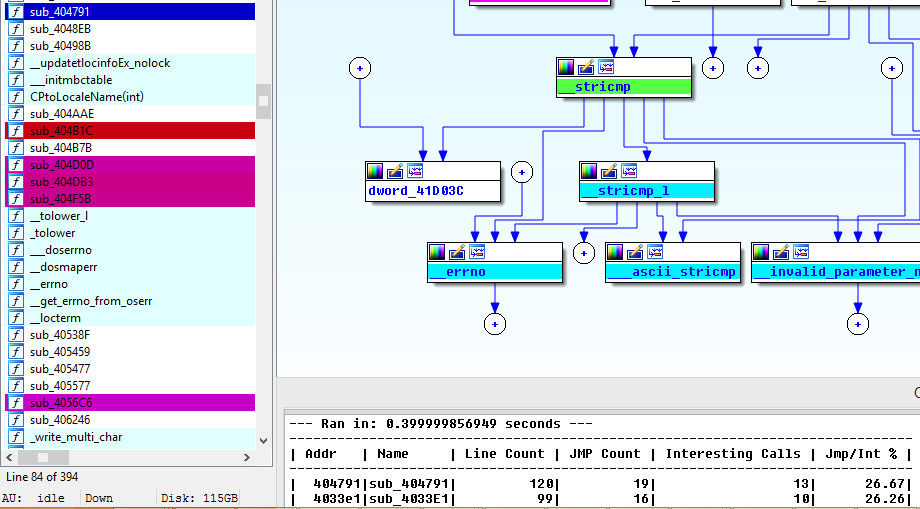 sub_404791
sub_4048EB
sub_40498B
__updatetlocinfoEx_nolock
___initmbctable
CPtoLocaleName(int)
sub_404AAE
sub_404B1C
sub_404B7B
sub_404D0D
sub_404DB3
sub_404F5B
__tolower_l
_tolower
___doserrno
__dosmaperr
__errno
__get_errno_from_oserr
__locterm
sub_40538F
sub_405459
sub_405477
sub_405577
sub_4056C6
sub_406246
_write_multi_char
Line 84 of 394
AU: idle Down Disk: 115GB
__stricmp
dword_41D03C
__stricmp_l
__errno
___ascii_stricmp
__invalid_parameter_n
--- Ran in: 0.399999856949 seconds ---
| Addr | Name | Line Count | JMP Count | Interesting Calls | Jmp/Int % |
| 404791|sub_404791| 120| 19| 13| 26.67|
| 4033e1|sub_4033E1| 99| 16| 10| 26.26|